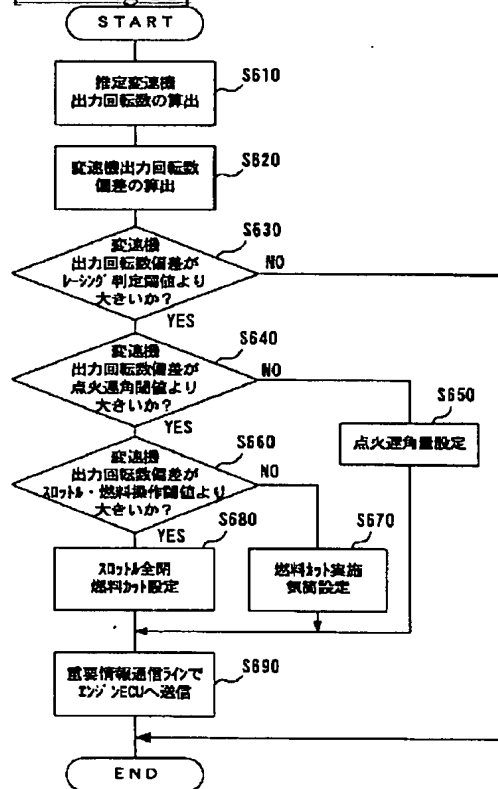 START
推定変速機
出力回転数の算出
S610
変速機出力回転数
偏差の算出
S620
変速機
出力回転数偏差が
ﾚｰｼﾝｸﾞ判定閾値より
大きいか？
S630
NO
YES
変速機
出力回転数偏差が
点火遅角閾値より
大きいか？
S640
NO
YES
点火遅角量設定
S650
変速機
出力回転数偏差が
ｽﾛｯﾄﾙ・燃料操作閾値より
大きいか？
S660
NO
YES
燃料ｶｯﾄ実施
気筒設定
S670
ｽﾛｯﾄﾙ全閉
燃料ｶｯﾄ設定
S680
重要情報通信ラインで
ｴﾝｼﾞﾝECUへ送信
S690
END